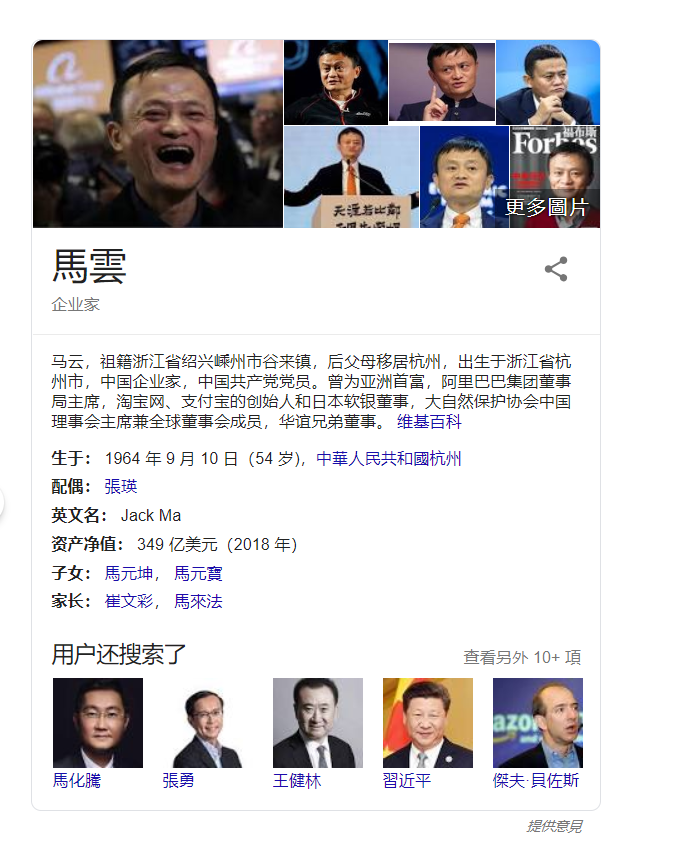 福布斯
Forbes
天涯若比鄰
更多圖片
馬雲
企业家
马云，祖籍浙江省绍兴嵊州市谷来镇，后父母移居杭州，出生于浙江省杭
州市，中国企业家，中国共产党党员。曾为亚洲首富，阿里巴巴集团董事
局主席，淘宝网、支付宝的创始人和日本软银董事，大自然保护协会中国
理事会主席兼全球董事会成员，华谊兄弟董事。 维基百科
生于： 1964 年 9 月 10 日（54 岁），中華人民共和國杭州
配偶： 張瑛
英文名： Jack Ma
资产净值： 349 亿美元（2018 年）
子女： 馬元坤， 馬元寶
家长： 崔文彩， 馬來法
用户还搜索了
查看另外 10+ 項
馬化騰
張勇
王健林
習近平
傑夫·貝佐斯
提供意見